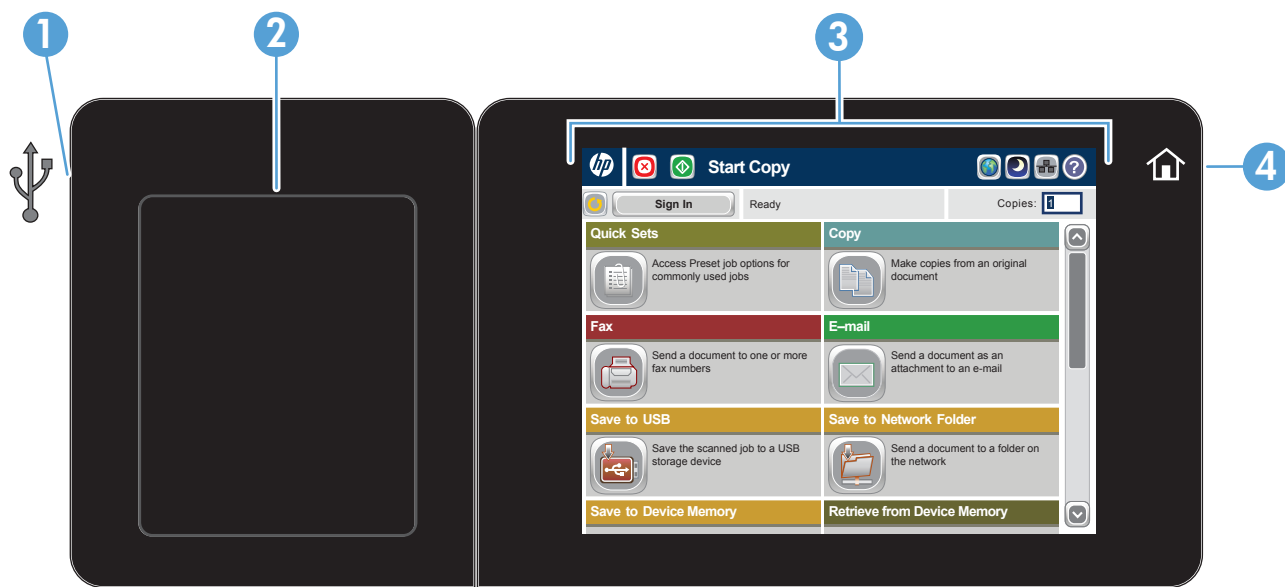 1
2
3
4
hp
Start Copy
?
Sign In
Ready
Copies: 1
Quick Sets
Access Preset job options for
commonly used jobs
Copy
Make copies from an original
document
Fax
Send a document to one or more
fax numbers
E–mail
Send a document as an
attachment to an e-mail
Save to USB
Save the scanned job to a USB
storage device
Save to Network Folder
Send a document to a folder on
the network
Save to Device Memory
Retrieve from Device Memory